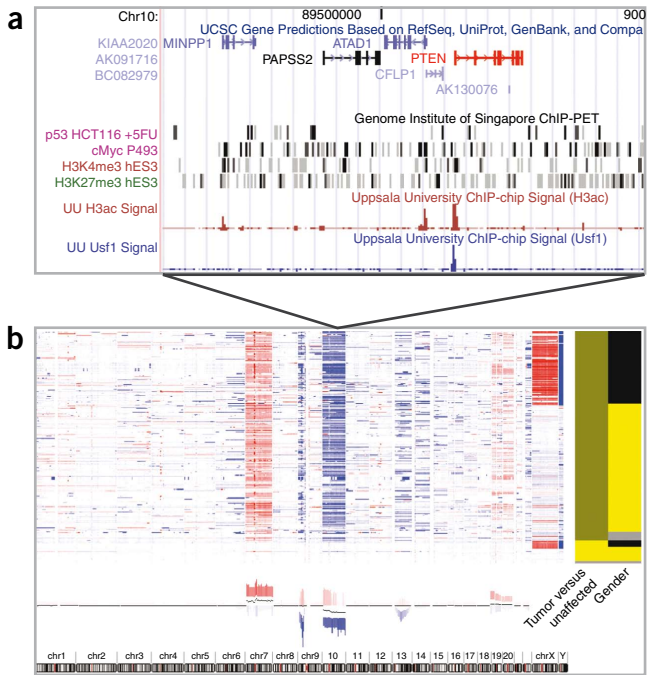 a
Chr10: 89500000 900
UCSC Gene Predictions Based on RefSeq, UniProt, GenBank, and Compa
KIAA2020 MINPP1 ATAD1
AK091716 PAPSS2 PTEN
BC082979 CFLP1
AK130076
Genome Institute of Singapore ChIP-PET
p53 HCT116 +5FU
cMyc P493
H3K4me3 hES3
H3K27me3 hES3
Uppsala University ChIP-chip Signal (H3ac)
UU H3ac Signal
Uppsala University ChIP-chip Signal (Usf1)
UU Usf1 Signal
b
Tumor versus unaffected
Gender
chr1 chr2 chr3 chr4 chr5 chr6 chr7 chr8 chr9 10 11 12 13 14 15 16 17 18 19 20 chrX Y